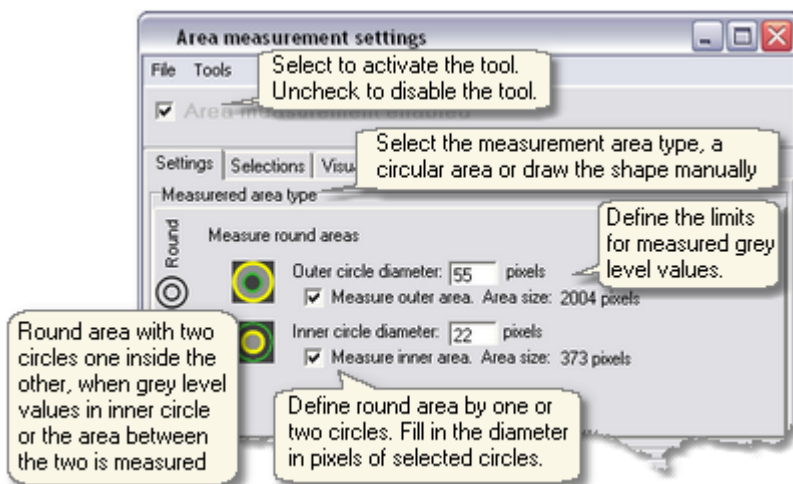 Area measurement settings
File Tools
Select to activate the tool.
Uncheck to disable the tool.
Area measurement enabled
Select the measurement area type, a
circular area or draw the shape manually
Settings Selections Visu
Measurered area type
Define the limits
for measured grey
level values.
Round
Measure round areas
Outer circle diameter: 55 pixels
Measure outer area. Area size: 2004 pixels
Inner circle diameter: 22 pixels
Measure inner area. Area size: 373 pixels
Round area with two
circles one inside the
other, when grey level
values in inner circle
or the area between
the two is measured
Define round area by one or
two circles. Fill in the diameter
in pixels of selected circles.